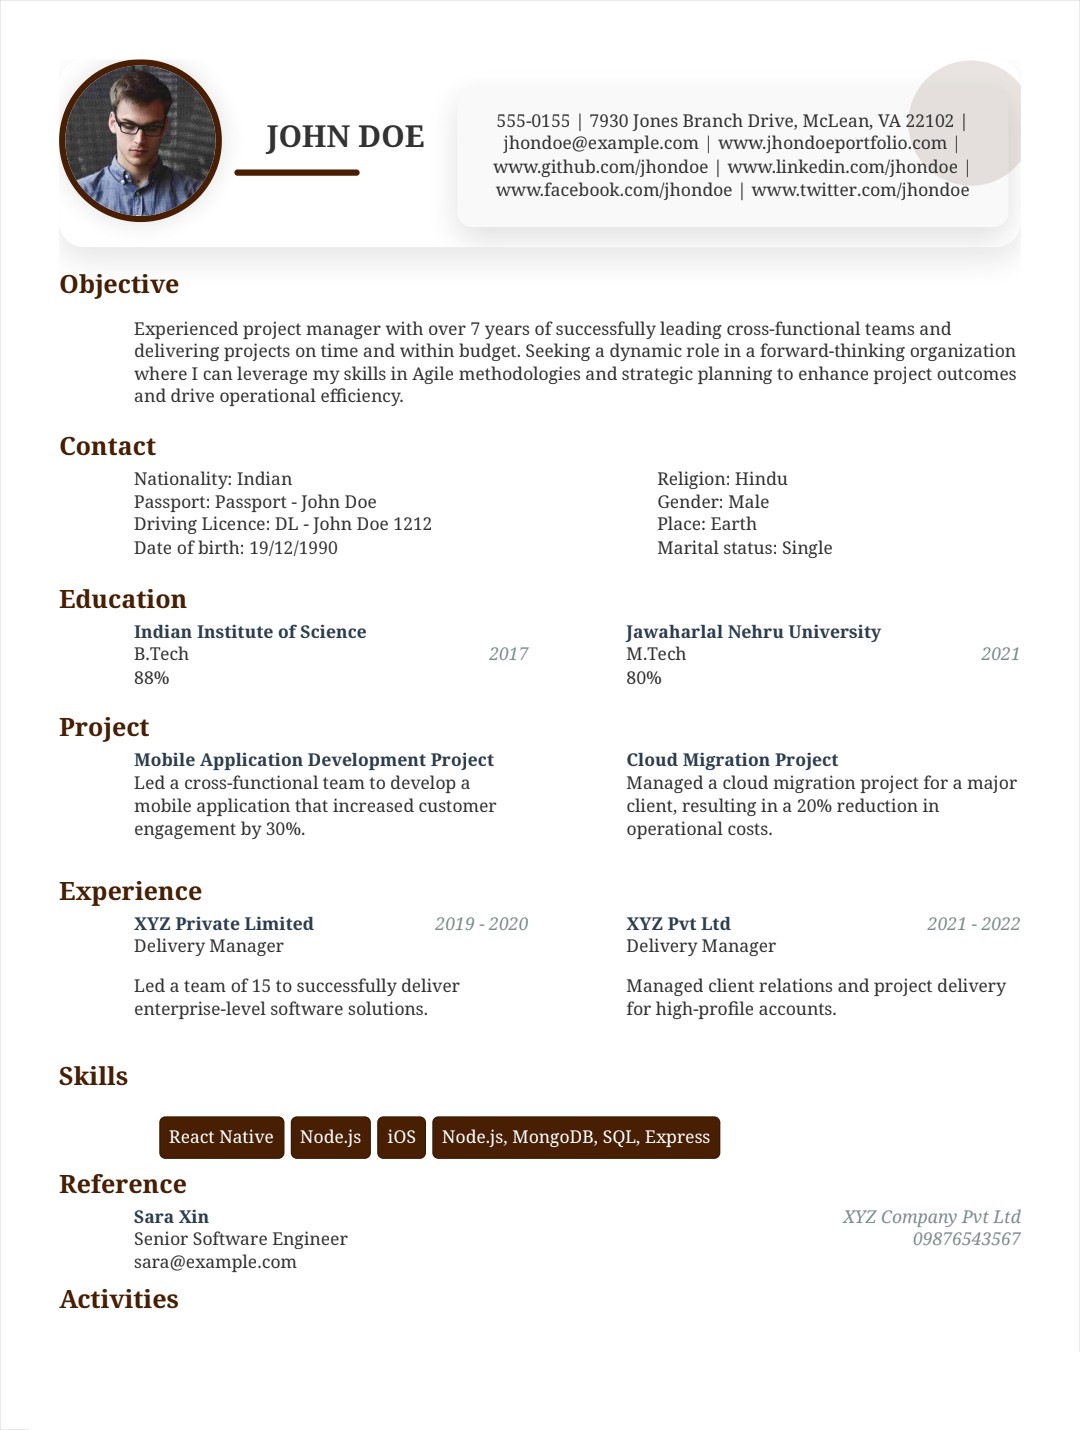 JOHN DOE
555-0155 | 7930 Jones Branch Drive, McLean, VA 22102 |
jhondoe@example.com | www.jhondoeportfolio.com |
www.github.com/jhondoe | www.linkedin.com/jhondoe |
www.facebook.com/jhondoe | www.twitter.com/jhondoe
Objective
Experienced project manager with over 7 years of successfully leading cross-functional teams and
delivering projects on time and within budget. Seeking a dynamic role in a forward-thinking organization
where I can leverage my skills in Agile methodologies and strategic planning to enhance project outcomes
and drive operational efficiency.
Contact
Nationality: Indian
Passport: Passport - John Doe
Driving Licence: DL - John Doe 1212
Date of birth: 19/12/1990
Religion: Hindu
Gender: Male
Place: Earth
Marital status: Single
Education
Indian Institute of Science
B.Tech 2017
88%
Jawaharlal Nehru University
M.Tech 2021
80%
Project
Mobile Application Development Project
Led a cross-functional team to develop a
mobile application that increased customer
engagement by 30%.
Cloud Migration Project
Managed a cloud migration project for a major
client, resulting in a 20% reduction in
operational costs.
Experience
XYZ Private Limited 2019 - 2020
Delivery Manager
Led a team of 15 to successfully deliver
enterprise-level software solutions.
XYZ Pvt Ltd 2021 - 2022
Delivery Manager
Managed client relations and project delivery
for high-profile accounts.
Skills
React Native Node.js iOS Node.js, MongoDB, SQL, Express
Reference
Sara Xin XYZ Company Pvt Ltd
Senior Software Engineer 09876543567
sara@example.com
Activities